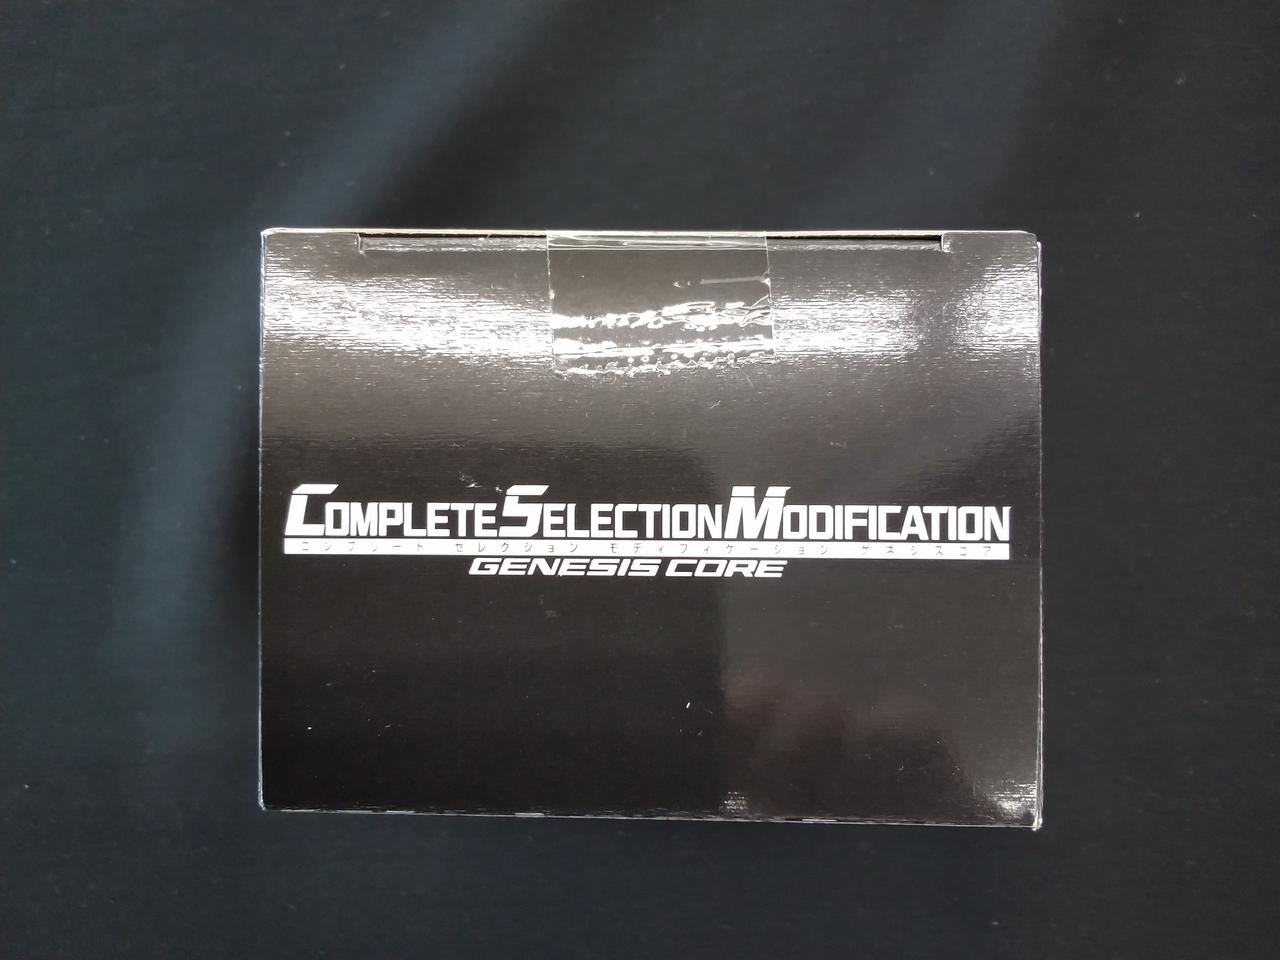 COMPLETE SELECTION MODIFICATION
コンプリート セレクション モディフィケーション ゲネシスコア
GENESIS CORE